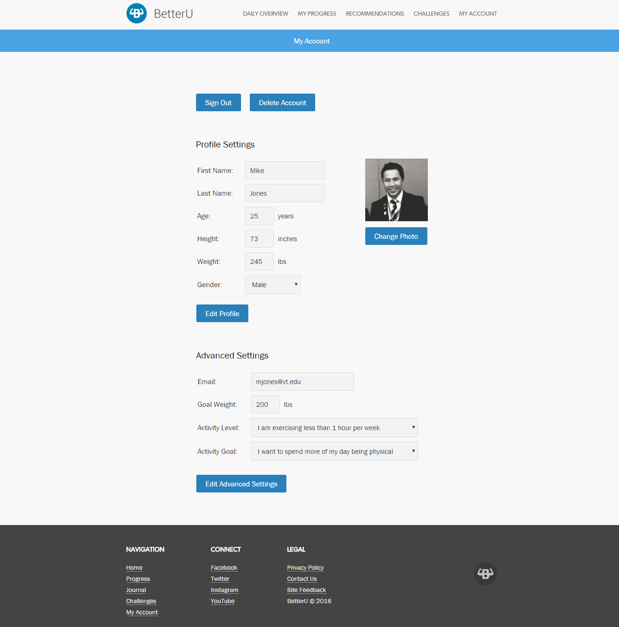 BetterU
DAILY OVERVIEW MY PROGRESS RECOMMENDATIONS CHALLENGES MY ACCOUNT
My Account
Sign Out Delete Account
Profile Settings
First Name: Mike
Last Name: Jones
Age: 25 years
Height: 73 inches
Weight: 245 lbs
Gender: Male
Change Photo
Edit Profile
Advanced Settings
Email: mjones@vt.edu
Goal Weight: 200 lbs
Activity Level: I am exercising less than 1 hour per week
Activity Goal: I want to spend more of my day being physical
Edit Advanced Settings
NAVIGATION
Home
Progress
Journal
Challenges
My Account
CONNECT
Facebook
Twitter
Instagram
YouTube
LEGAL
Privacy Policy
Contact Us
Site Feedback
BetterU © 2016